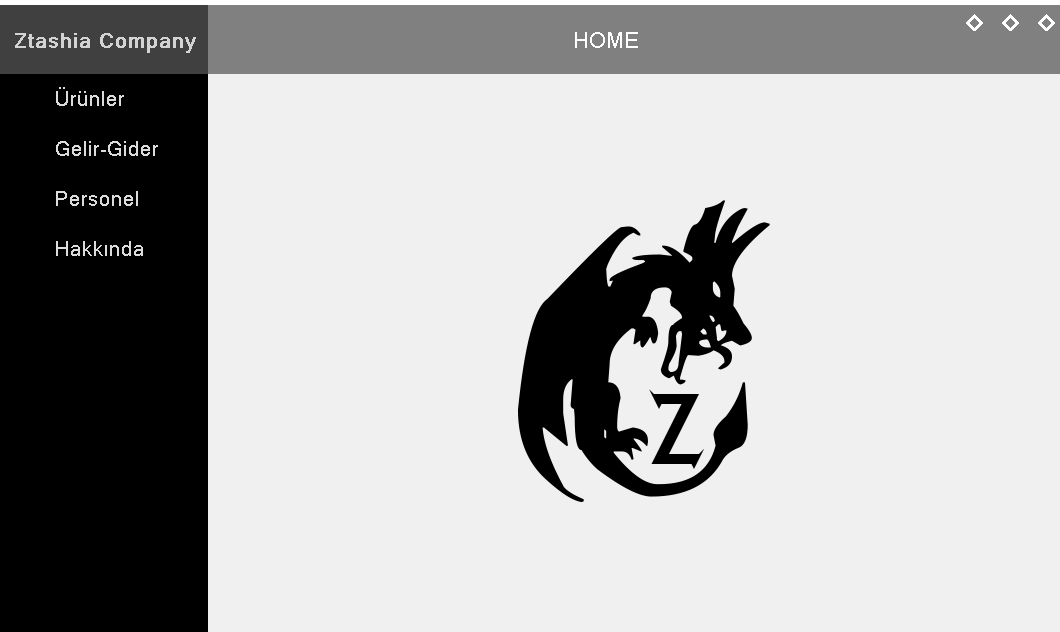 Ztashia Company
HOME
Ürünler
Gelir-Gider
Personel
Hakkında
Z